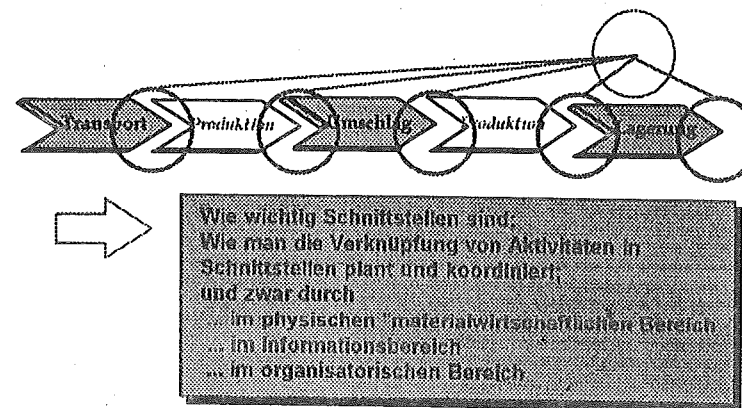 Transport Produktion Umschlag Produktion Lagerung
Wie wichtig Schnittstellen sind;
Wie man die Verknüpfung von Aktivitäten in
Schnittstellen plant und koordiniert;
und zwar durch
... im physischen "materialwirtschaftlichen Bereich
... im Informationsbereich
... im organisatorischen Bereich